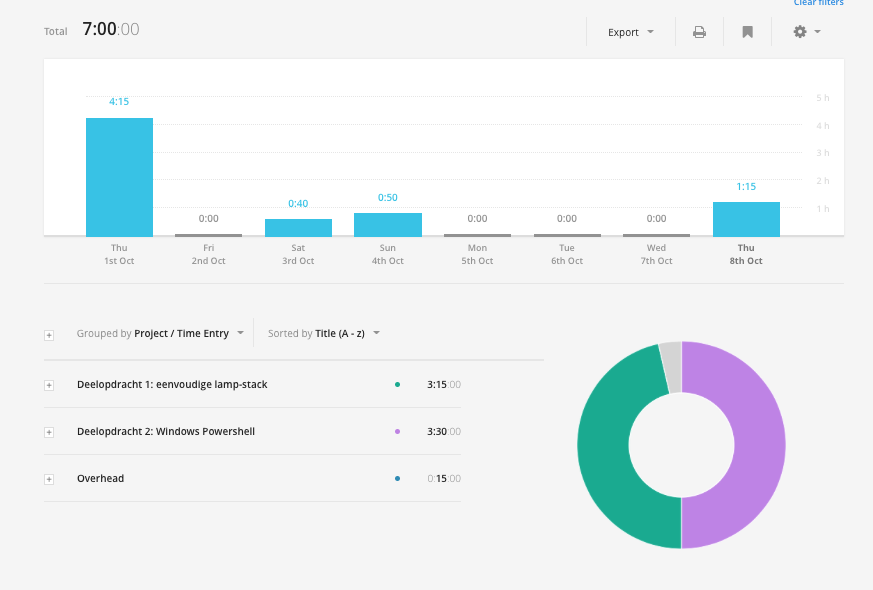 Clear filters
Total 7:00:00
Export
4:15
0:00
0:40
0:50
0:00
0:00
0:00
1:15
5 h
4 h
3 h
2 h
1 h
Thu
1st Oct
Fri
2nd Oct
Sat
3rd Oct
Sun
4th Oct
Mon
5th Oct
Tue
6th Oct
Wed
7th Oct
Thu
8th Oct
Grouped by Project / Time Entry
Sorted by Title (A - z)
Deelopdracht 1: eenvoudige lamp-stack 3:15:00
Deelopdracht 2: Windows Powershell 3:30:00
Overhead 0:15:00